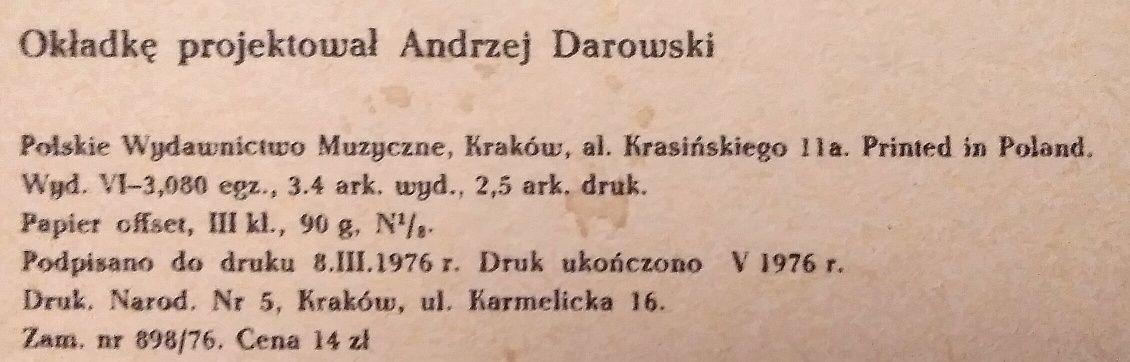 Okładkę projektował Andrzej Darowski
Polskie Wydawnictwo Muzyczne, Kraków, al. Krasińskiego 11a. Printed in Poland.
Wyd. VI–3,080 egz., 3.4 ark. wyd., 2,5 ark. druk.
Papier offset, III kl., 90 g, N¹/₈.
Podpisano do druku 8.III.1976 r. Druk ukończono V 1976 r.
Druk. Narod. Nr 5, Kraków, ul. Karmelicka 16.
Zam. nr 898/76. Cena 14 zł